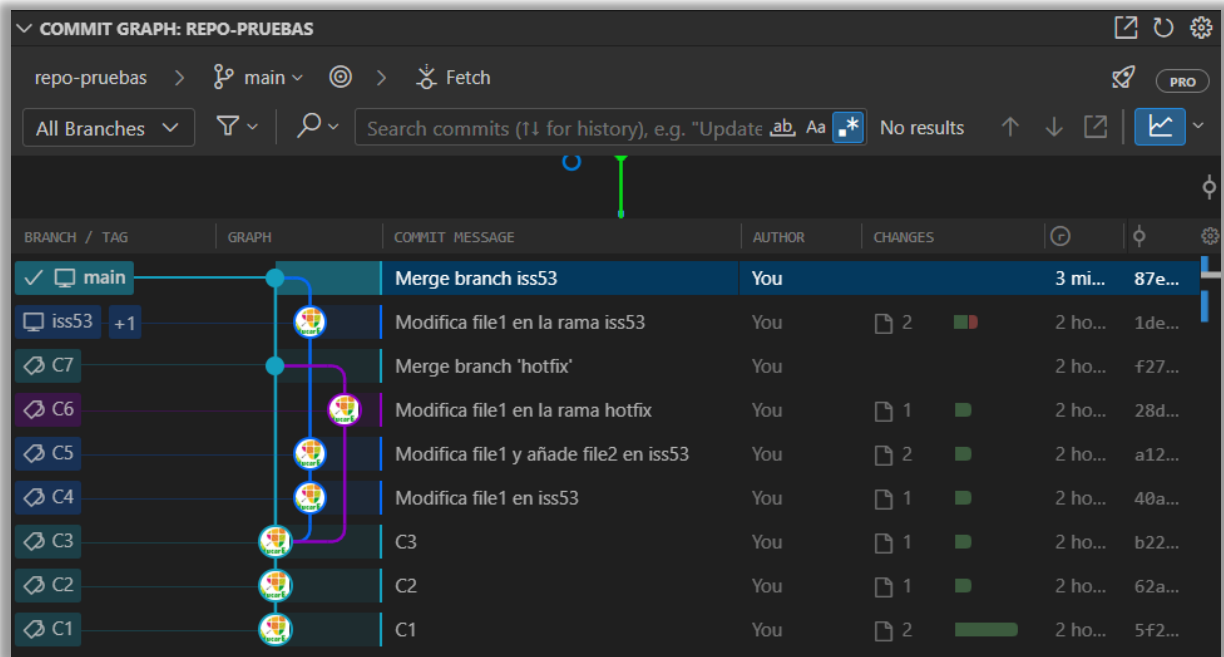 COMMIT GRAPH: REPO-PRUEBAS
repo-pruebas > main > Fetch PRO
All Branches Search commits (↑↓ for history), e.g. "Update ab, Aa .* No results
BRANCH / TAG GRAPH COMMIT MESSAGE AUTHOR CHANGES
main Merge branch iss53 You 3 mi... 87e...
iss53 +1 Modifica file1 en la rama iss53 You 2 2 ho... 1de...
C7 Merge branch 'hotfix' You 2 ho... f27...
C6 Modifica file1 en la rama hotfix You 1 2 ho... 28d...
C5 Modifica file1 y añade file2 en iss53 You 2 2 ho... a12...
C4 Modifica file1 en iss53 You 1 2 ho... 40a...
C3 C3 You 1 2 ho... b22...
C2 C2 You 1 2 ho... 62a...
C1 C1 You 2 2 ho... 5f2...